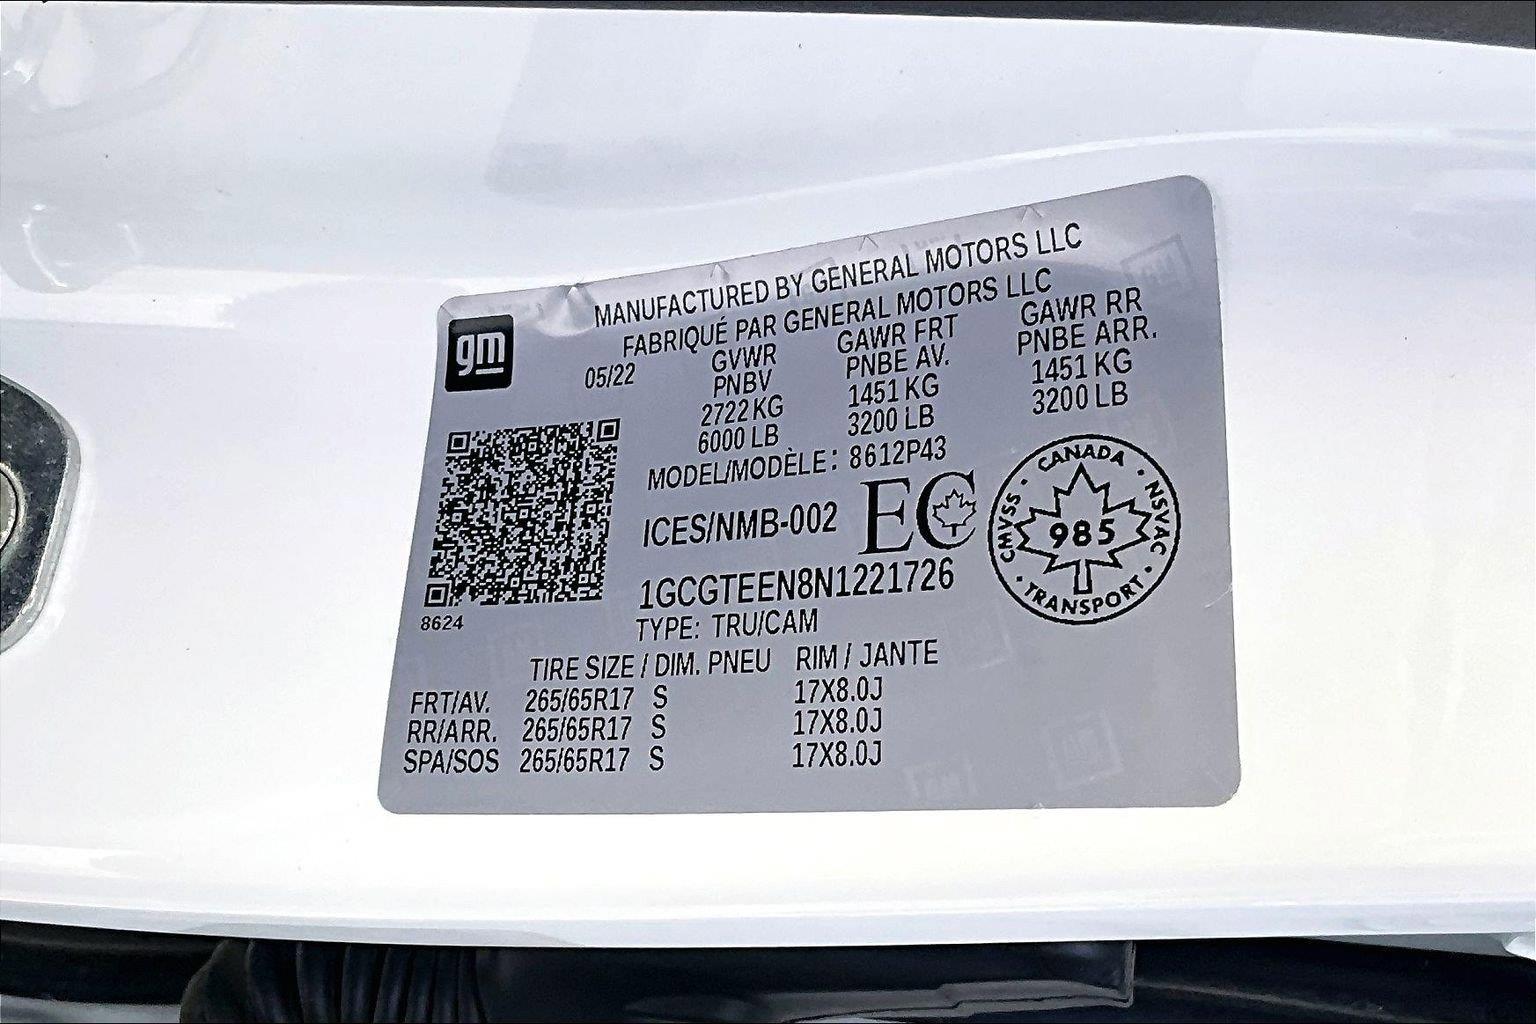 MANUFACTURED BY GENERAL MOTORS LLC
FABRIQUÉ PAR GENERAL MOTORS LLC
gm
05/22
GVWR
PNBV
2722 KG
6000 LB
GAWR FRT
PNBE AV.
1451 KG
3200 LB
GAWR RR
PNBE ARR.
1451 KG
3200 LB
MODEL/MODÈLE: 8612P43
ICES/NMB-002
EC
CANADA
CMVSS · NSVAC
985
TRANSPORT
1GCGTEEN8N1221726
8624
TYPE: TRU/CAM
TIRE SIZE / DIM. PNEU RIM / JANTE
FRT/AV. 265/65R17 S 17X8.0J
RR/ARR. 265/65R17 S 17X8.0J
SPA/SOS 265/65R17 S 17X8.0J